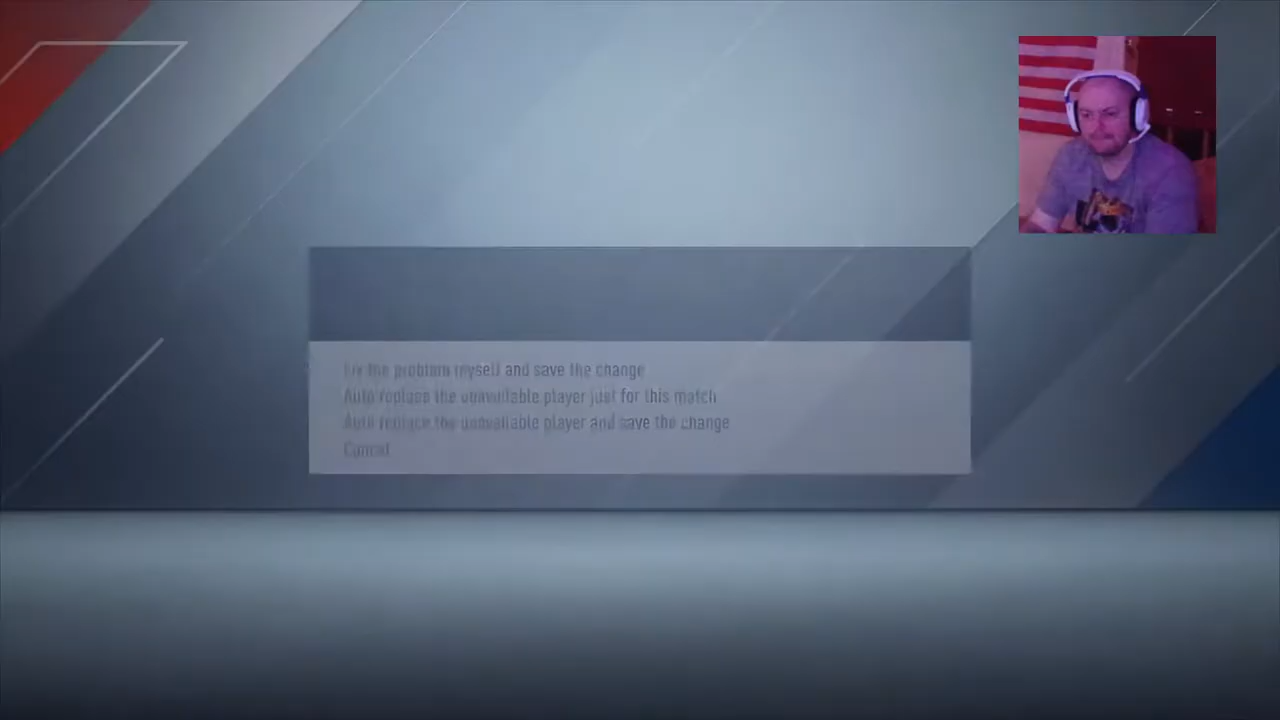 Fix the problem myself and save the change
Auto replace the unavailable player just for this match
Auto replace the unavailable player and save the change
Cancel